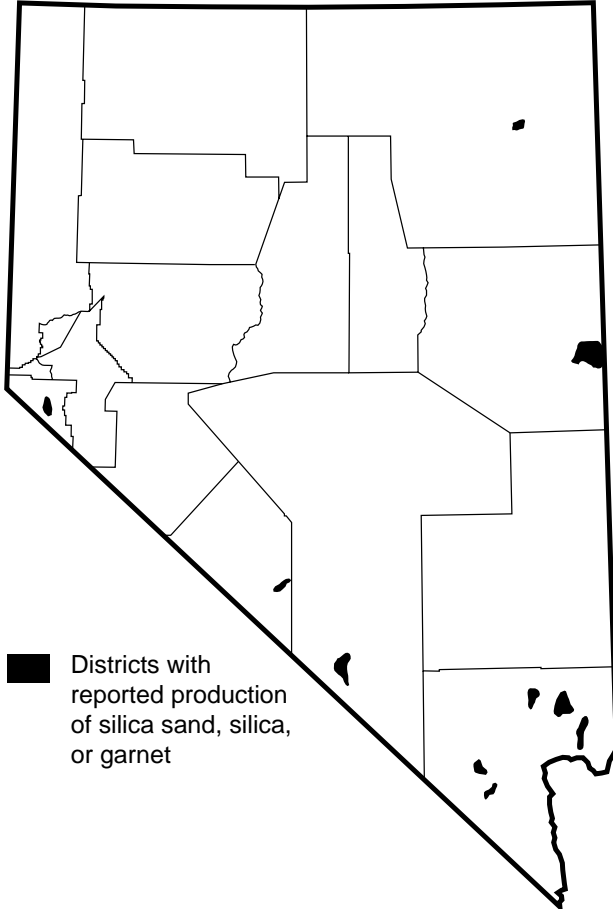 Districts with
reported production
of silica sand, silica,
or garnet